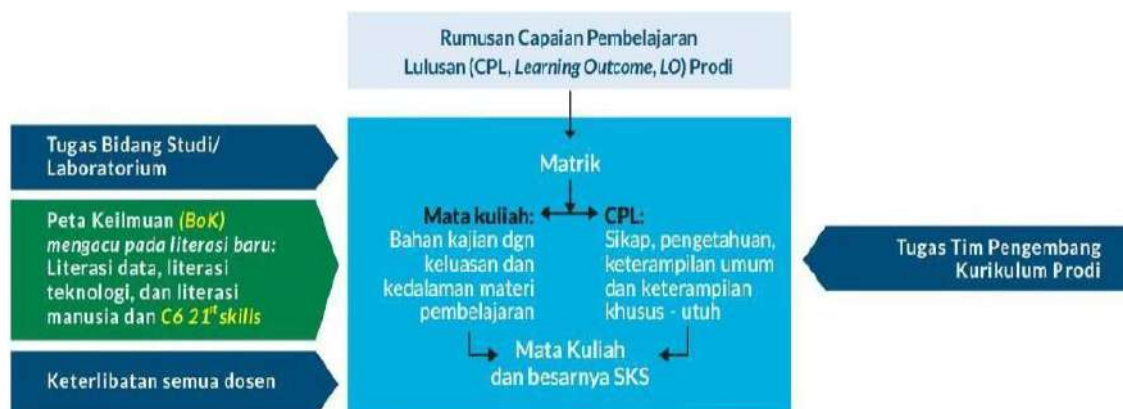 Rumusan Capaian Pembelajaran
Lulusan (CPL, Learning Outcome, LO) Prodi
Tugas Bidang Studi/
Laboratorium
Peta Keilmuan (BoK)
mengacu pada literasi baru:
Literasi data, literasi
teknologi, dan literasi
manusia dan C6 21st skills
Keterlibatan semua dosen
Matrik
Mata kuliah:
Bahan kajian dgn
keluasan dan
kedalaman materi
pembelajaran
CPL:
Sikap, pengetahuan,
keterampilan umum
dan keterampilan
khusus - utuh
Mata Kuliah
dan besarnya SKS
Tugas Tim Pengembang
Kurikulum Prodi